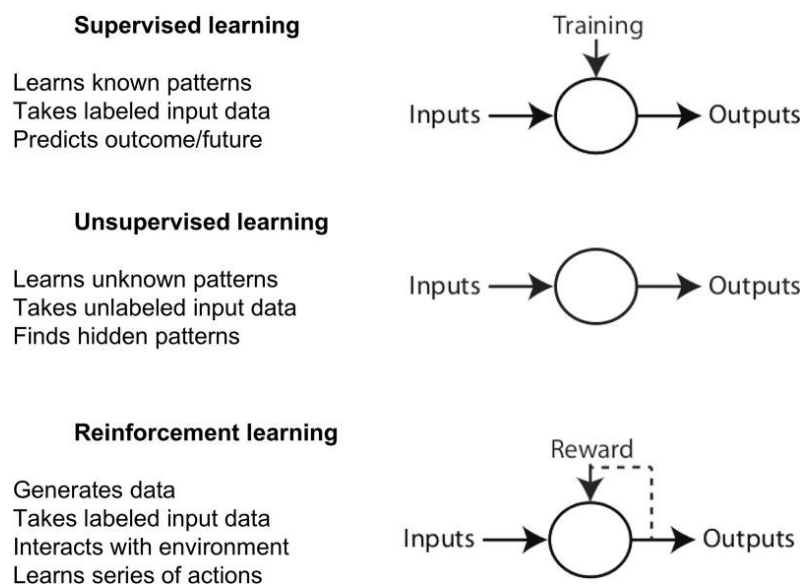 Supervised learning
Learns known patterns
Takes labeled input data
Predicts outcome/future
Training
Inputs
Outputs
Unsupervised learning
Learns unknown patterns
Takes unlabeled input data
Finds hidden patterns
Inputs
Outputs
Reinforcement learning
Generates data
Takes labeled input data
Interacts with environment
Learns series of actions
Reward
Inputs
Outputs